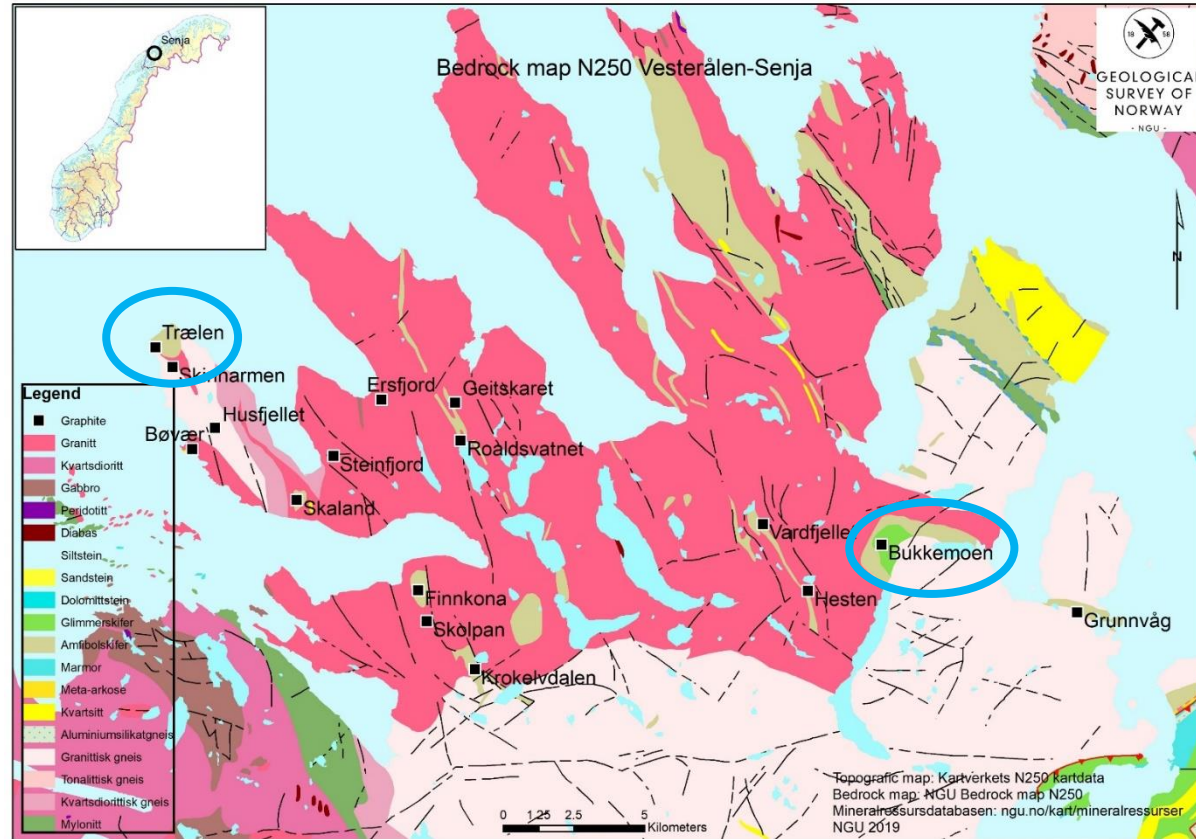 Senja
Bedrock map N250 Vesterålen-Senja
19 58
GEOLOGICAL
SURVEY OF
NORWAY
- NGU -
N
Trælen
Skinnarmen
Husfjellet
Bøvær
Skaland
Steinfjord
Ersfjord
Geitskaret
Roaldsvatnet
Finnkona
Skolpan
Krokelvdalen
Vardfjellet
Hesten
Bukkemoen
Grunnvåg
Legend
Graphite
Granitt
Kvartsdioritt
Gabbro
Peridotitt
Diabas
Siltstein
Sandstein
Dolomittstein
Glimmerskifer
Amfibolskifer
Marmor
Meta-arkose
Kvartsitt
Aluminiumsilikatgneis
Granittisk gneis
Tonalittisk gneis
Kvartsdiorittisk gneis
Mylonitt
0 1.25 2.5 5
Kilometers
Topografic map: Kartverkets N250 kartdata
Bedrock map: NGU Bedrock map N250
Mineralressursdatabasen: ngu.no/kart/mineralressurser
NGU 2019